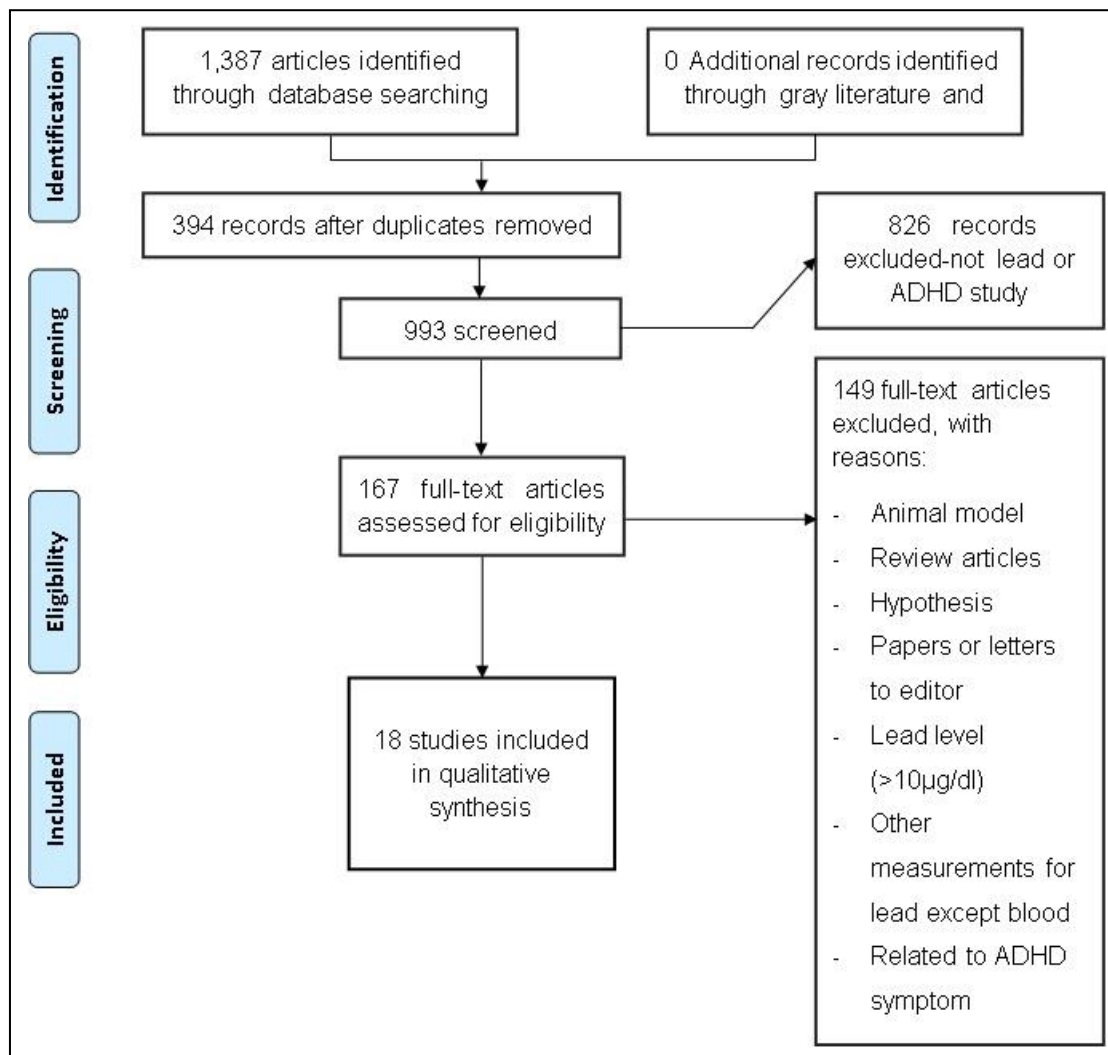 Identification
1,387 articles identified
through database searching
0 Additional records identified
through gray literature and
394 records after duplicates removed
826 records
excluded-not lead or
ADHD study
Screening
993 screened
149 full-text articles
excluded, with
reasons:
- Animal model
- Review articles
- Hypothesis
- Papers or letters
to editor
- Lead level
(>10µg/dl)
- Other
measurements for
lead except blood
- Related to ADHD
symptom
Eligibility
167 full-text articles
assessed for eligibility
Included
18 studies included
in qualitative
synthesis